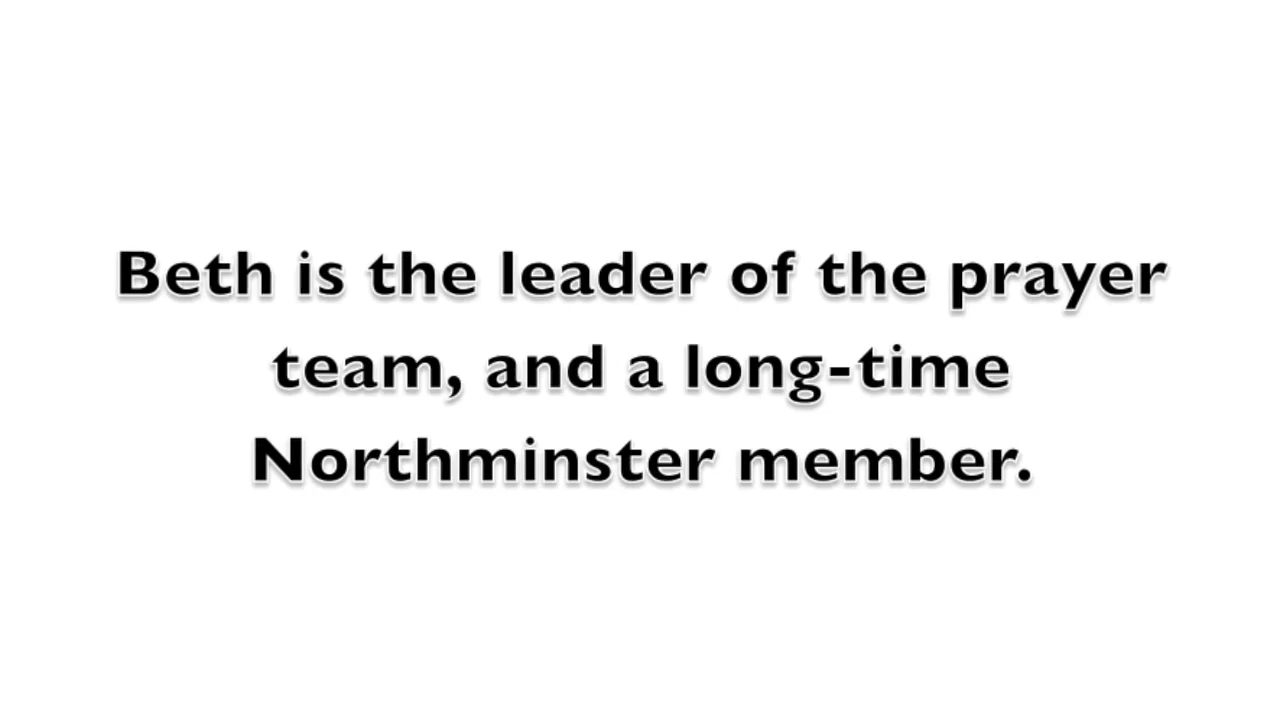 Beth is the leader of the prayer
team, and a long-time
Northminster member.